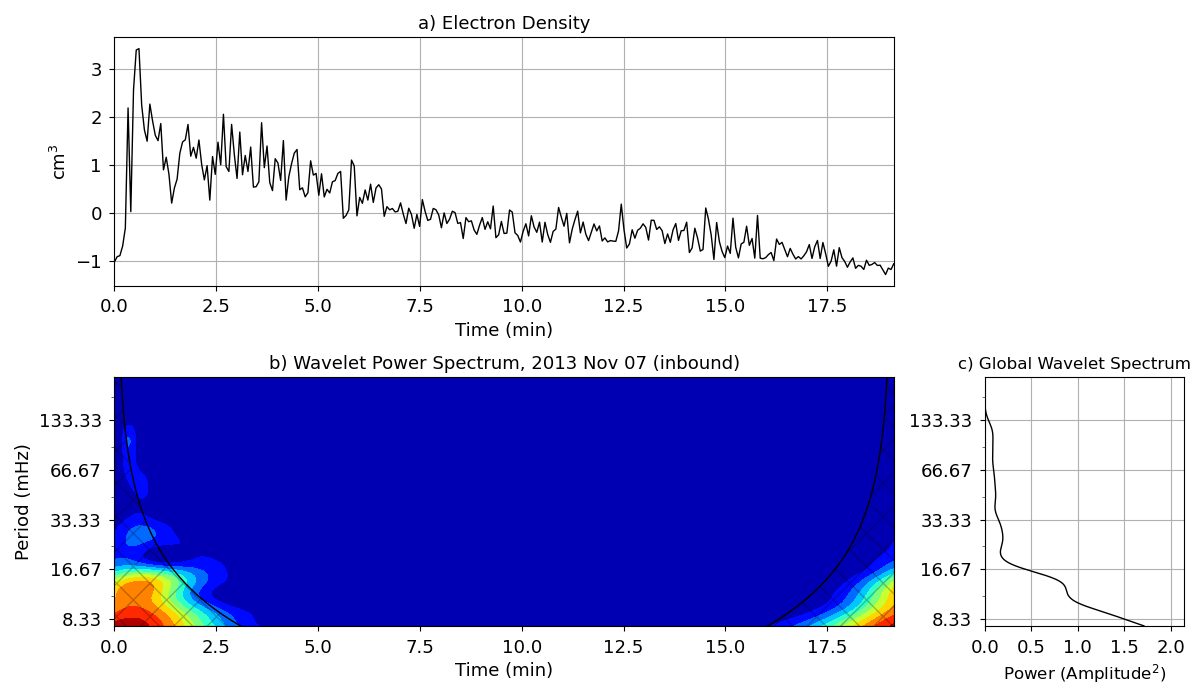 a) Electron Density
3
2
1
0
−1
cm³
0.0 2.5 5.0 7.5 10.0 12.5 15.0 17.5
Time (min)
b) Wavelet Power Spectrum, 2013 Nov 07 (inbound)
133.33
66.67
33.33
16.67
8.33
Period (mHz)
0.0 2.5 5.0 7.5 10.0 12.5 15.0 17.5
Time (min)
c) Global Wavelet Spectrum
133.33
66.67
33.33
16.67
8.33
0.0 0.5 1.0 1.5 2.0
Power (Amplitude²)